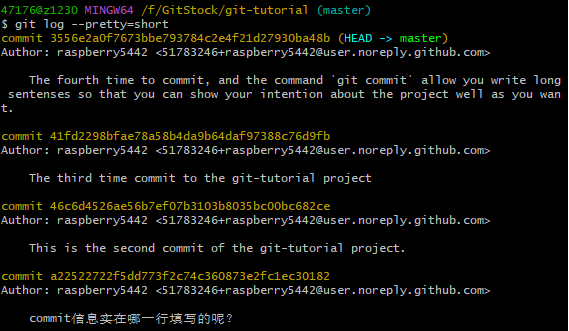 47176@z1230 MINGW64 /f/GitStock/git-tutorial (master)
$ git log --pretty=short
commit 3556e2a0f7673bbe793784c2e4f21d27930ba48b (HEAD -> master)
Author: raspberry5442 <51783246+raspberry5442@user.noreply.github.com>
The fourth time to commit, and the command `git commit` allow you write long
sentences so that you can show your intention about the project well as you wan
t.
commit 41fd2298bfae78a58b4da9b64daf97388c76d9fb
Author: raspberry5442 <51783246+raspberry5442@user.noreply.github.com>
The third time commit to the git-tutorial project
commit 46c6d4526ae56b7ef07b3103b8035bc00bc682ce
Author: raspberry5442 <51783246+raspberry5442@user.noreply.github.com>
This is the second commit of the git-tutorial project.
commit a22522722f5dd773f2c74c360873e2fc1ec30182
Author: raspberry5442 <51783246+raspberry5442@user.noreply.github.com>
commit信息实在哪一行填写的呢？